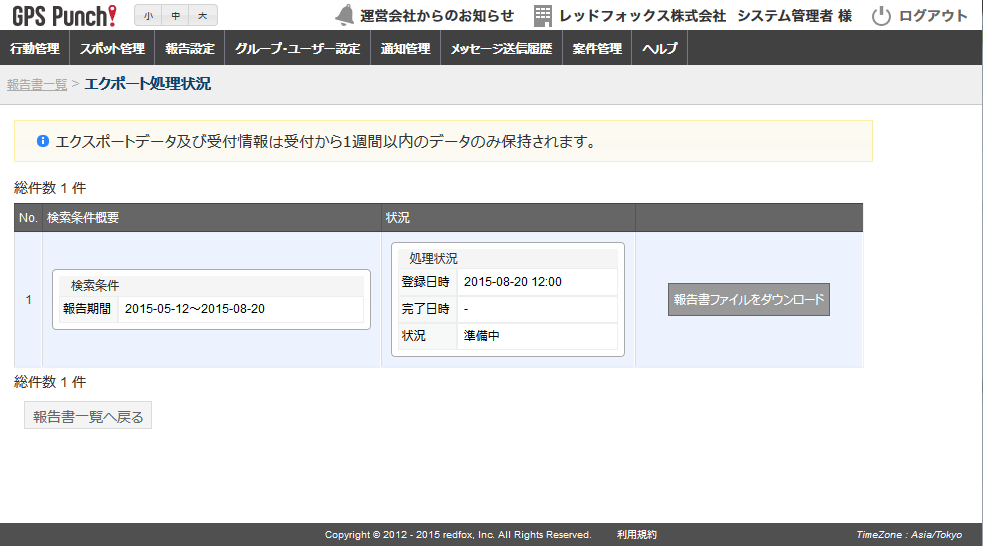 GPS Punch! 小 中 大 運営会社からのお知らせ レッドフォックス株式会社 システム管理者 様 ログアウト
行動管理 スポット管理 報告設定 グループ・ユーザー設定 通知管理 メッセージ送信履歴 案件管理 ヘルプ
報告書一覧 > エクポート処理状況
エクスポートデータ及び受付情報は受付から1週間以内のデータのみ保持されます。
総件数 1 件
No. 検索条件概要 状況
1
検索条件
報告期間 2015-05-12～2015-08-20
処理状況
登録日時 2015-08-20 12:00
完了日時 -
状況 準備中
報告書ファイルをダウンロード
総件数 1 件
報告書一覧へ戻る
Copyright © 2012 - 2015 redfox, Inc. All Rights Reserved. 利用規約 TimeZone : Asia/Tokyo